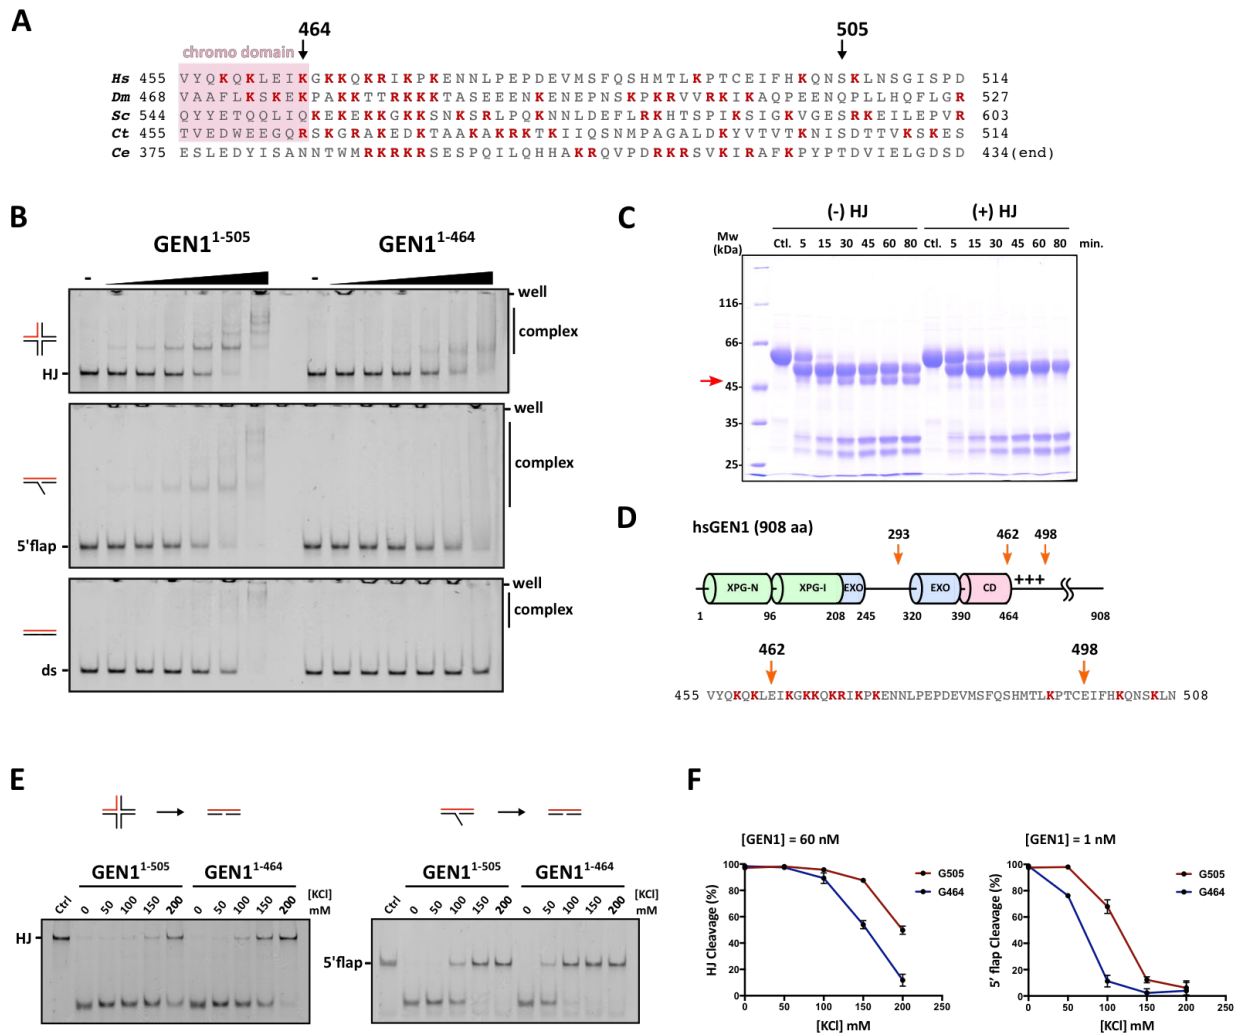 A
464
505
chromo domain
Hs 455 VYQKQKLEIKGKKQKRIKPKENNLPEPDEVMSFQSHMTLKPTCEIFHKQNSKLNSGISPD 514
Dm 468 VAAFLKSKEKPAKKTTRKKKTASEEENKENEPNSKPKRVVRKIKAQPEENQPLLHQFLGR 527
Sc 544 QYYETQQLIQKEKEKKGKKSNKSRLPQKNNLDEFLRKHTSPIKSIGKVGESRKEILEPVR 603
Ct 455 TVEDWEEGQRSKGRAKEDKTAAKAKRKTKIIQSNMPAGALDKYVTVTKNISDTTVKSKES 514
Ce 375 ESLEDYISANNTWMRKRKRSESPQILQHHAKRQVPDRKRSVKIRAFKPYPTDVIELGDSD 434(end)
B
GEN1 1-505
GEN1 1-464
-
-
well
complex
HJ
well
complex
5'flap
well
complex
ds
C
(-) HJ
(+) HJ
Mw (kDa)
Ctl. 5 15 30 45 60 80 Ctl. 5 15 30 45 60 80 min.
116
66
45
35
25
D
hsGEN1 (908 aa)
293
462
498
XPG-N
XPG-I
EXO
EXO
CD
+++
1 96 208 245 320 390 464 908
462
498
455 VYQKQKLEIKGKKQKRIKPKENNLPEPDEVMSFQSHMTLKPTCEIFHKQNSKLN 508
E
GEN1 1-505
GEN1 1-464
Ctrl 0 50 100 150 200 0 50 100 150 200 [KCl] mM
HJ
GEN1 1-505
GEN1 1-464
Ctrl 0 50 100 150 200 0 50 100 150 200 [KCl] mM
5'flap
F
[GEN1] = 60 nM
HJ Cleavage (%)
100
80
60
40
20
0
0 50 100 150 200 250
[KCl] mM
G505
G464
[GEN1] = 1 nM
5' flap Cleavage (%)
100
80
60
40
20
0
0 50 100 150 200 250
[KCl] mM
G505
G464